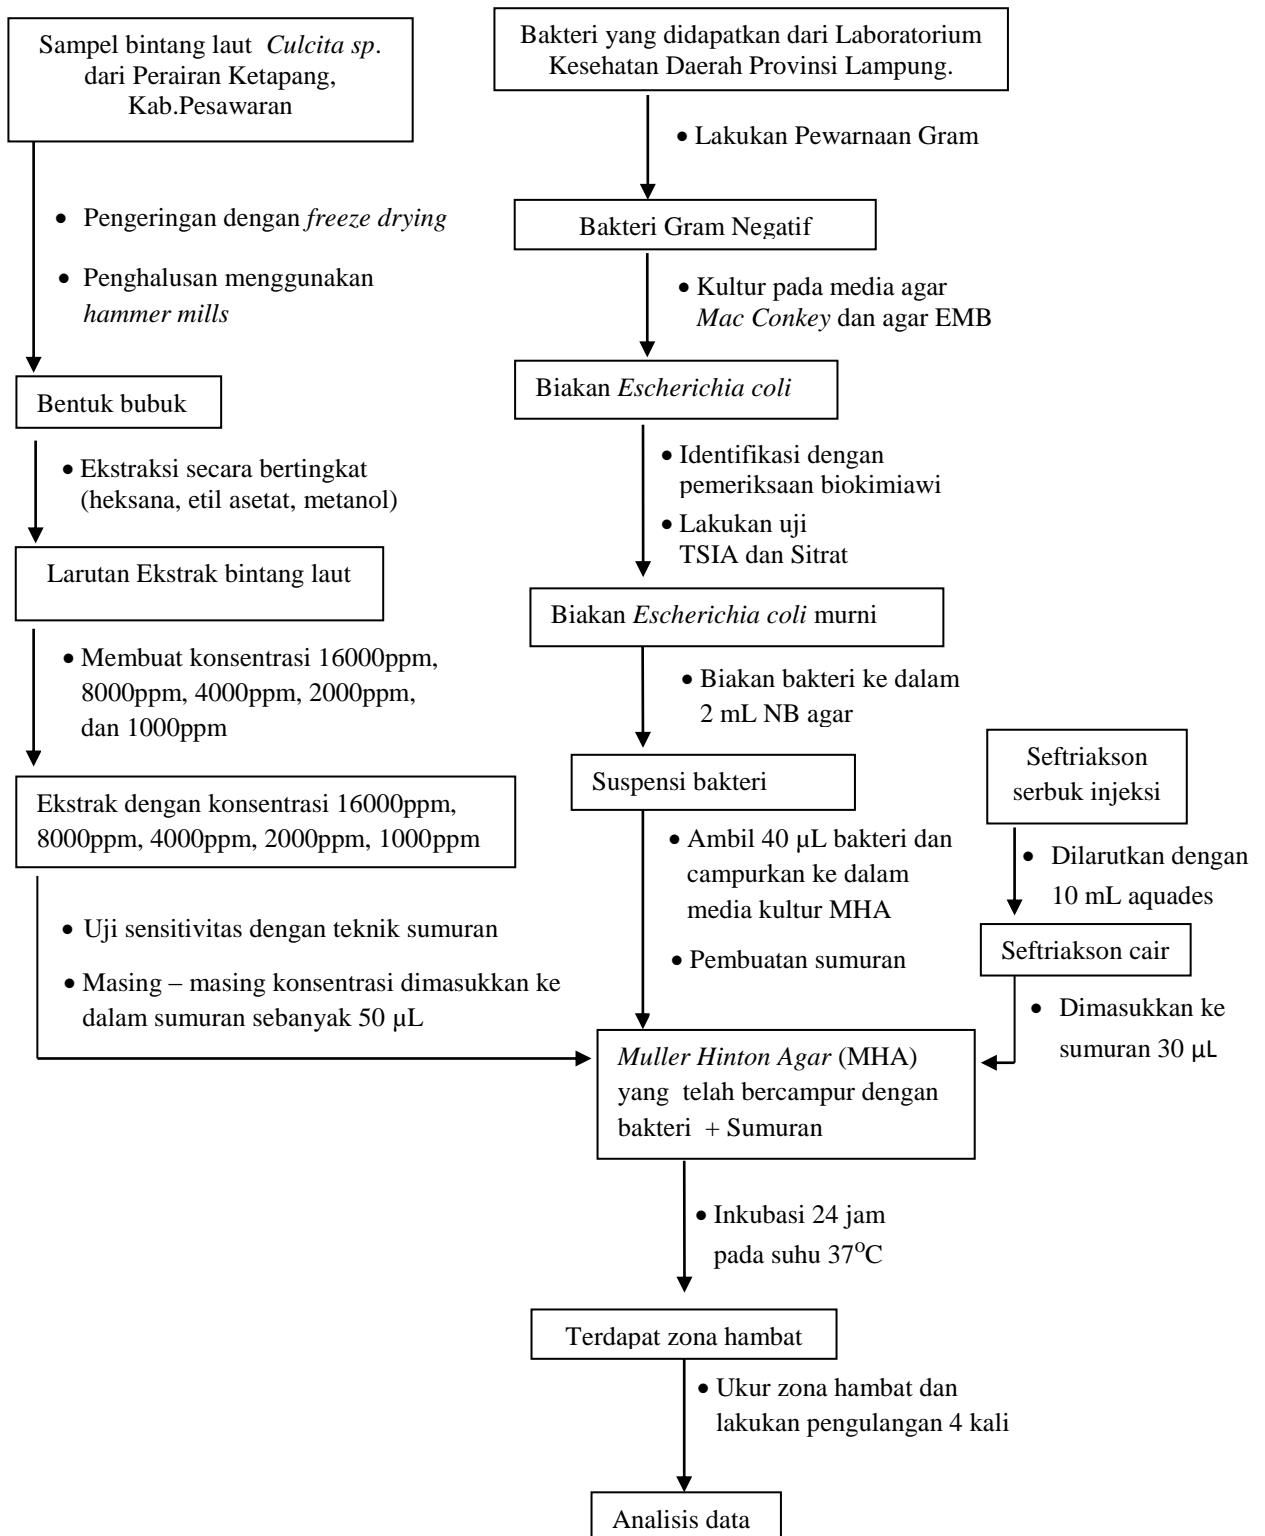 Sampel bintang laut Culcita sp.
dari Perairan Ketapang,
Kab.Pesawaran
• Pengeringan dengan freeze drying
• Penghalusan menggunakan
hammer mills
Bentuk bubuk
• Ekstraksi secara bertingkat
(heksana, etil asetat, metanol)
Larutan Ekstrak bintang laut
• Membuat konsentrasi 16000ppm,
8000ppm, 4000ppm, 2000ppm,
dan 1000ppm
Ekstrak dengan konsentrasi 16000ppm,
8000ppm, 4000ppm, 2000ppm, 1000ppm
• Uji sensitivitas dengan teknik sumuran
• Masing – masing konsentrasi dimasukkan ke
dalam sumuran sebanyak 50 µL
Bakteri yang didapatkan dari Laboratorium
Kesehatan Daerah Provinsi Lampung.
• Lakukan Pewarnaan Gram
Bakteri Gram Negatif
• Kultur pada media agar
Mac Conkey dan agar EMB
Biakan Escherichia coli
• Identifikasi dengan
pemeriksaan biokimiawi
• Lakukan uji
TSIA dan Sitrat
Biakan Escherichia coli murni
• Biakan bakteri ke dalam
2 mL NB agar
Suspensi bakteri
• Ambil 40 µL bakteri dan
campurkan ke dalam
media kultur MHA
• Pembuatan sumuran
Seftriakson
serbuk injeksi
• Dilarutkan dengan
10 mL aquades
Seftriakson cair
• Dimasukkan ke
sumuran 30 µL
Muller Hinton Agar (MHA)
yang telah bercampur dengan
bakteri + Sumuran
• Inkubasi 24 jam
pada suhu 37°C
Terdapat zona hambat
• Ukur zona hambat dan
lakukan pengulangan 4 kali
Analisis data